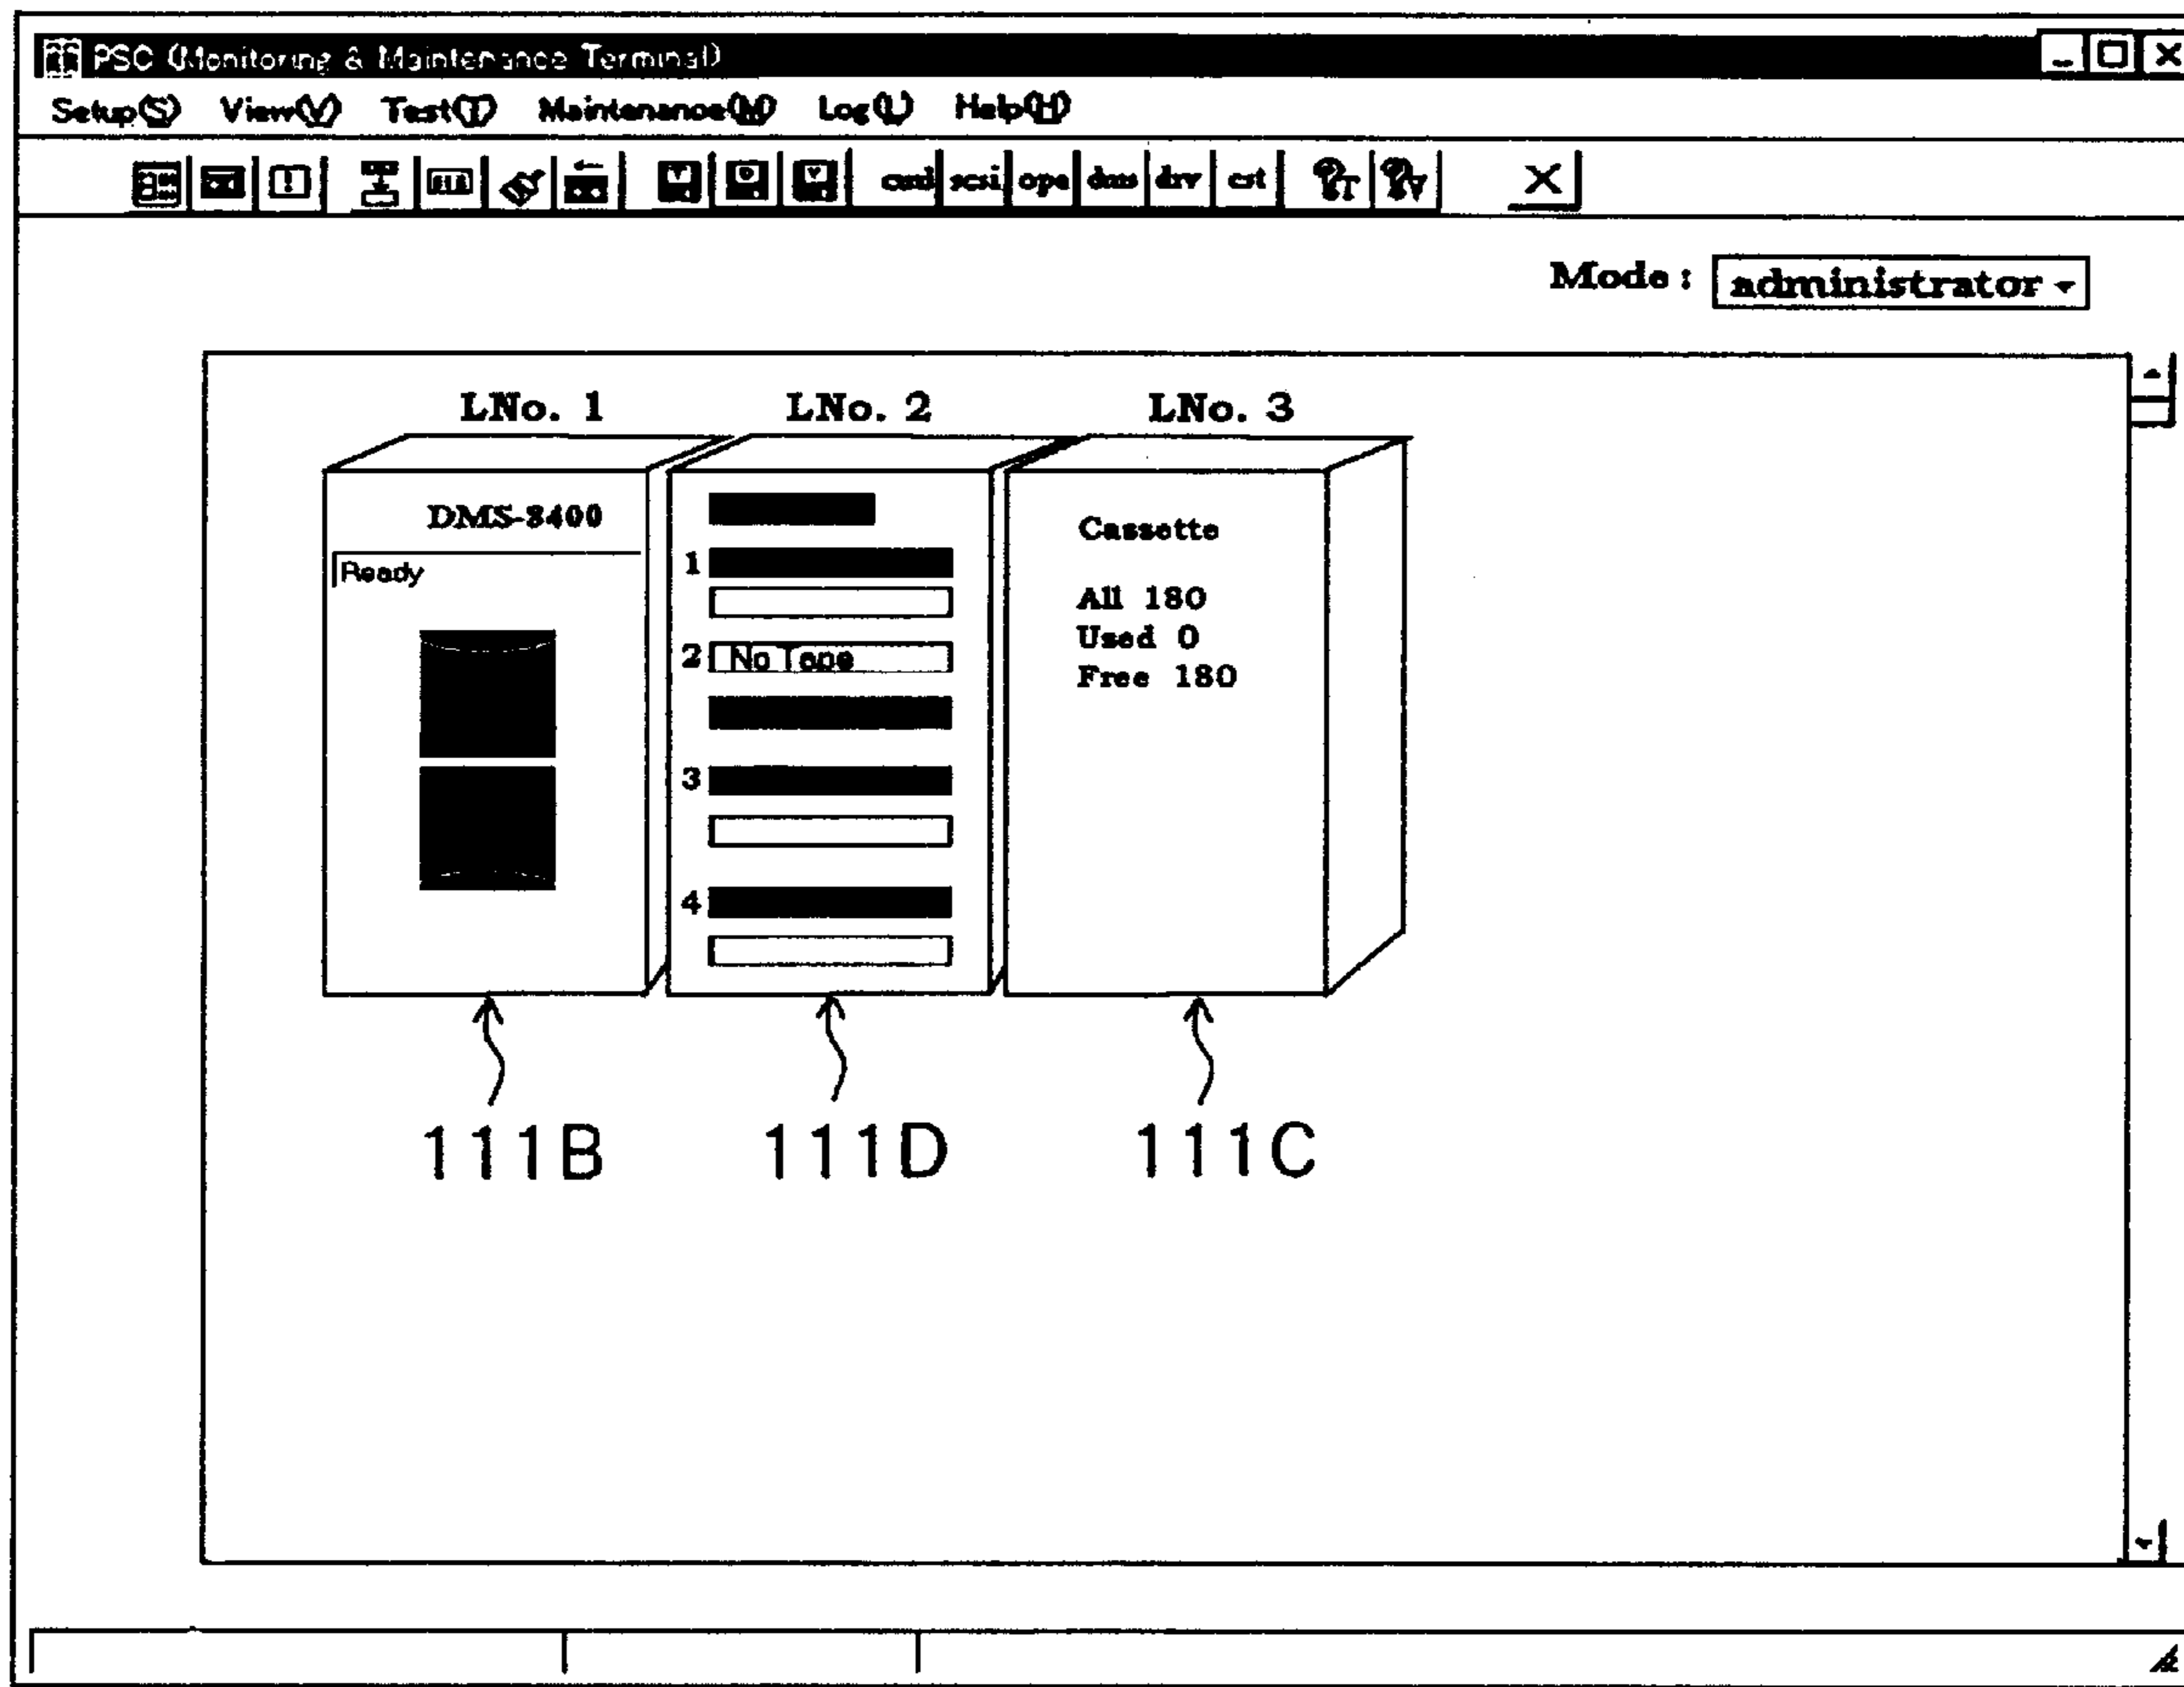 PSC (Monitoring & Maintenance Terminal)
Setup(S) View(V) Test(T) Maintenance(M) Log(L) Help(H)
cmd scsi ope dms drv cst
Mode : administrator
LNo. 1 LNo. 2 LNo. 3
DMS-8400
Ready
1
2 No Tape
3
4
Cassette
All 180
Used 0
Free 180
111B 111D 111C